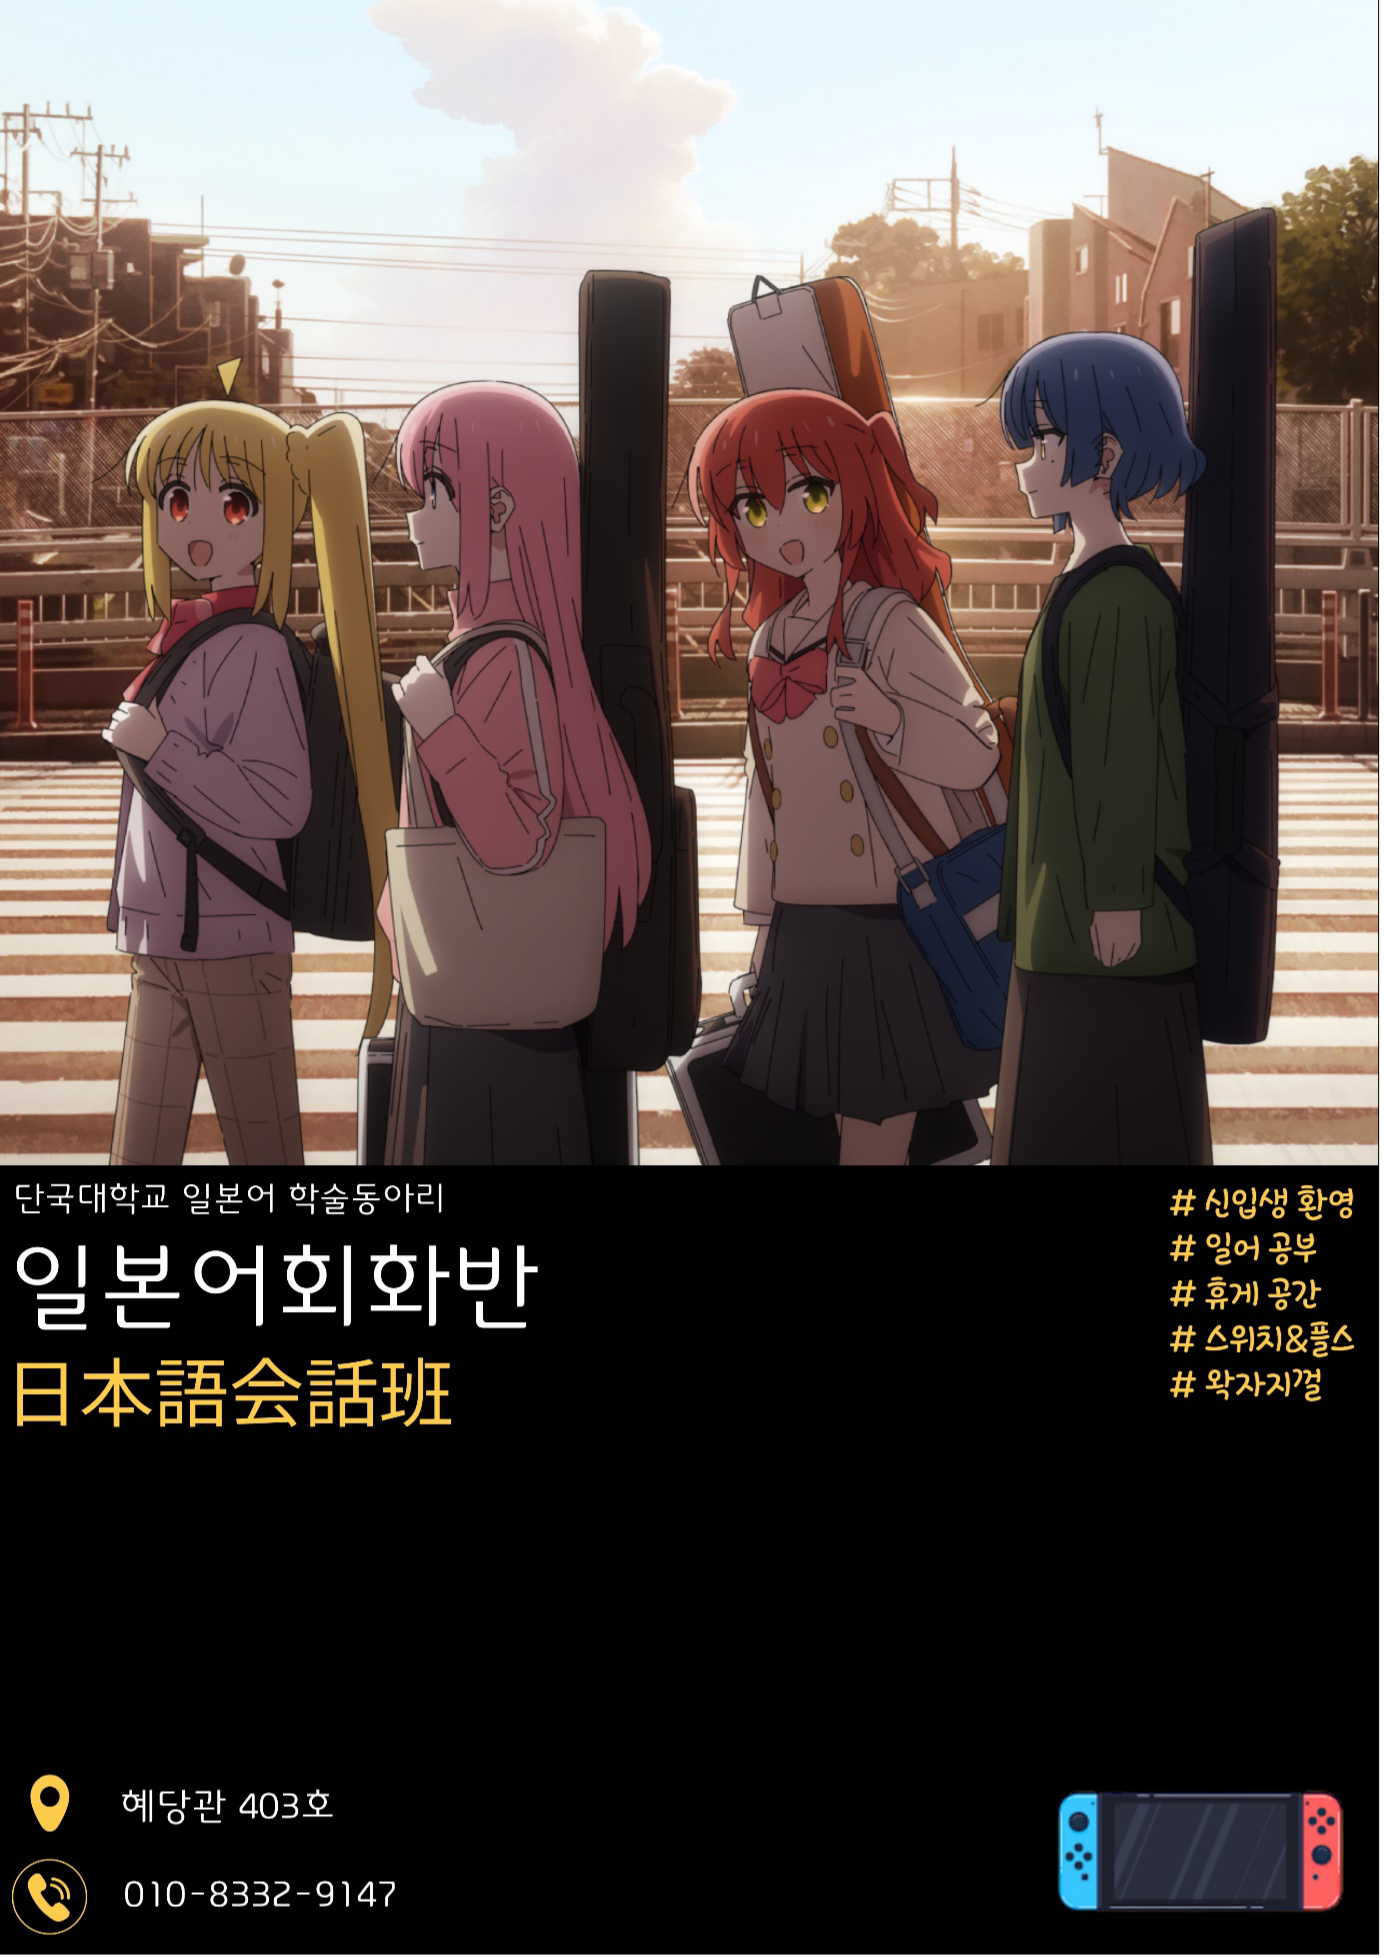 단국대학교 일본어 학술동아리
일본어회화반
日本語会話班
# 신입생 환영
# 일어 공부
# 휴게 공간
# 스위치&플스
# 왁자지껄
혜당관 403호
010-8332-9147